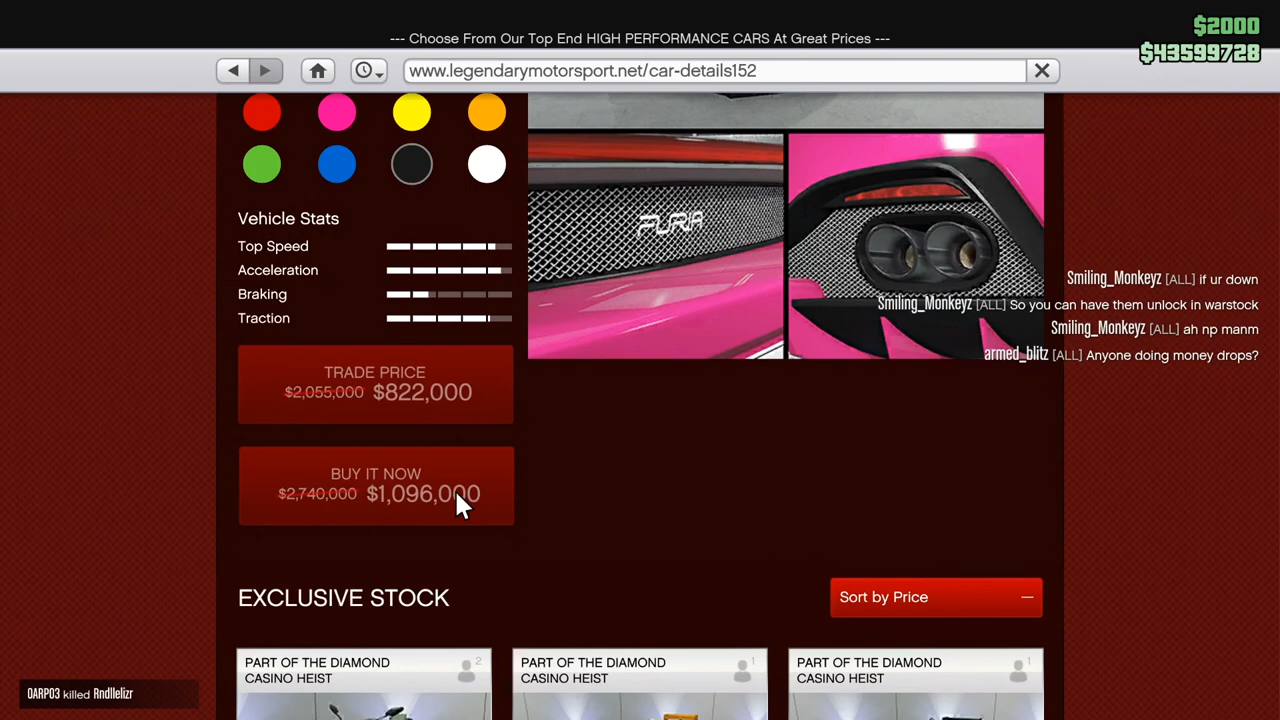 $2000
--- Choose From Our Top End HIGH PERFORMANCE CARS At Great Prices ---
$43599728
www.legendarymotorsport.net/car-details152
Vehicle Stats
Top Speed
Acceleration
Braking
Traction
FURIA
Smiling_Monkeyz [ALL] if ur down
Smiling_Monkeyz [ALL] So you can have them unlock in warstock
Smiling_Monkeyz [ALL] ah np manm
armed_blitz [ALL] Anyone doing money drops?
TRADE PRICE
$2,055,000 $822,000
BUY IT NOW
$2,740,000 $1,096,000
EXCLUSIVE STOCK
Sort by Price
PART OF THE DIAMOND CASINO HEIST 2
PART OF THE DIAMOND CASINO HEIST 1
PART OF THE DIAMOND CASINO HEIST 1
0ARP03 killed Rndllelizr